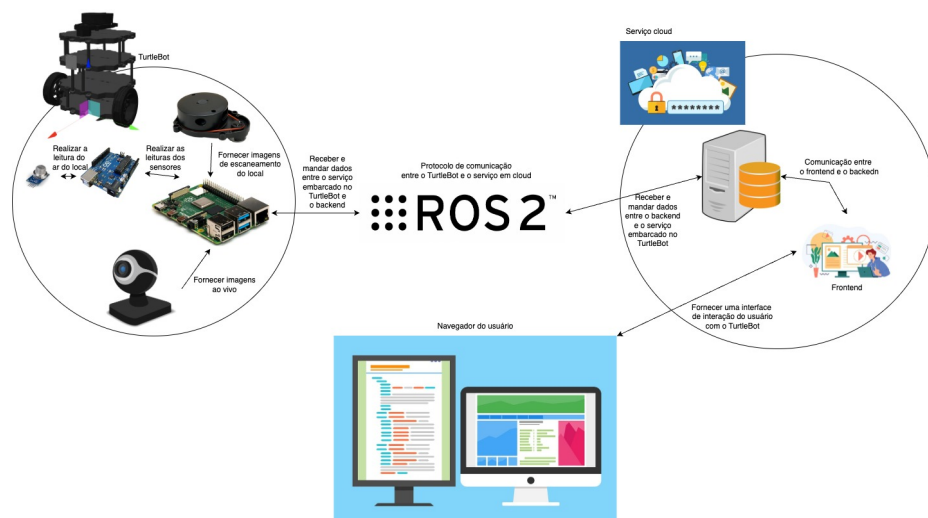 Serviço cloud
TurtleBot
Realizar a
leitura do
ar do local
Realizar as
leituras dos
sensores
Fornecer imagens
de escaneamento
do local
Receber e
mandar dados
entre o serviço
embarcado no
TurtleBot e
o backend
Protocolo de comunicação
entre o TurtleBot e o serviço em cloud
ROS 2™
Receber e
mandar dados
entre o backend
e o serviço
embarcado no
TurtleBot
Comunicação entre
o frontend e o backedn
Fornecer imagens
ao vivo
Frontend
Fornecer uma interface
de interação do usuário
com o TurtleBot
Navegador do usuário